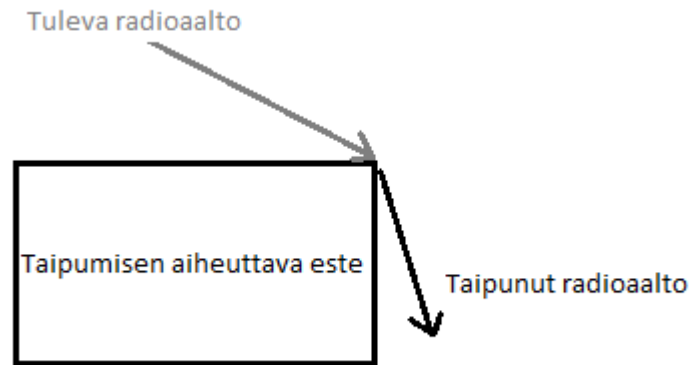 Tuleva radioaalto
Taipumisen aiheuttava este
Taipunut radioaalto